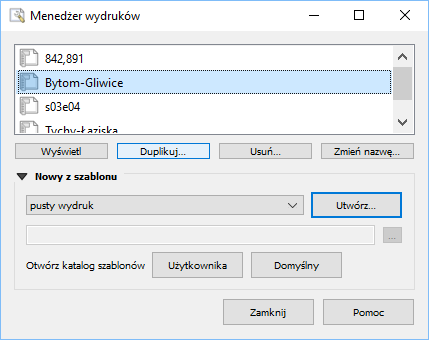 Menedżer wydruków
842,891
Bytom-Gliwice
s03e04
Tychy-Łaziska
Wyświetl Duplikuj... Usuń... Zmień nazwę...
Nowy z szablonu
pusty wydruk Utwórz...
...
Otwórz katalog szablonów Użytkownika Domyślny
Zamknij Pomoc